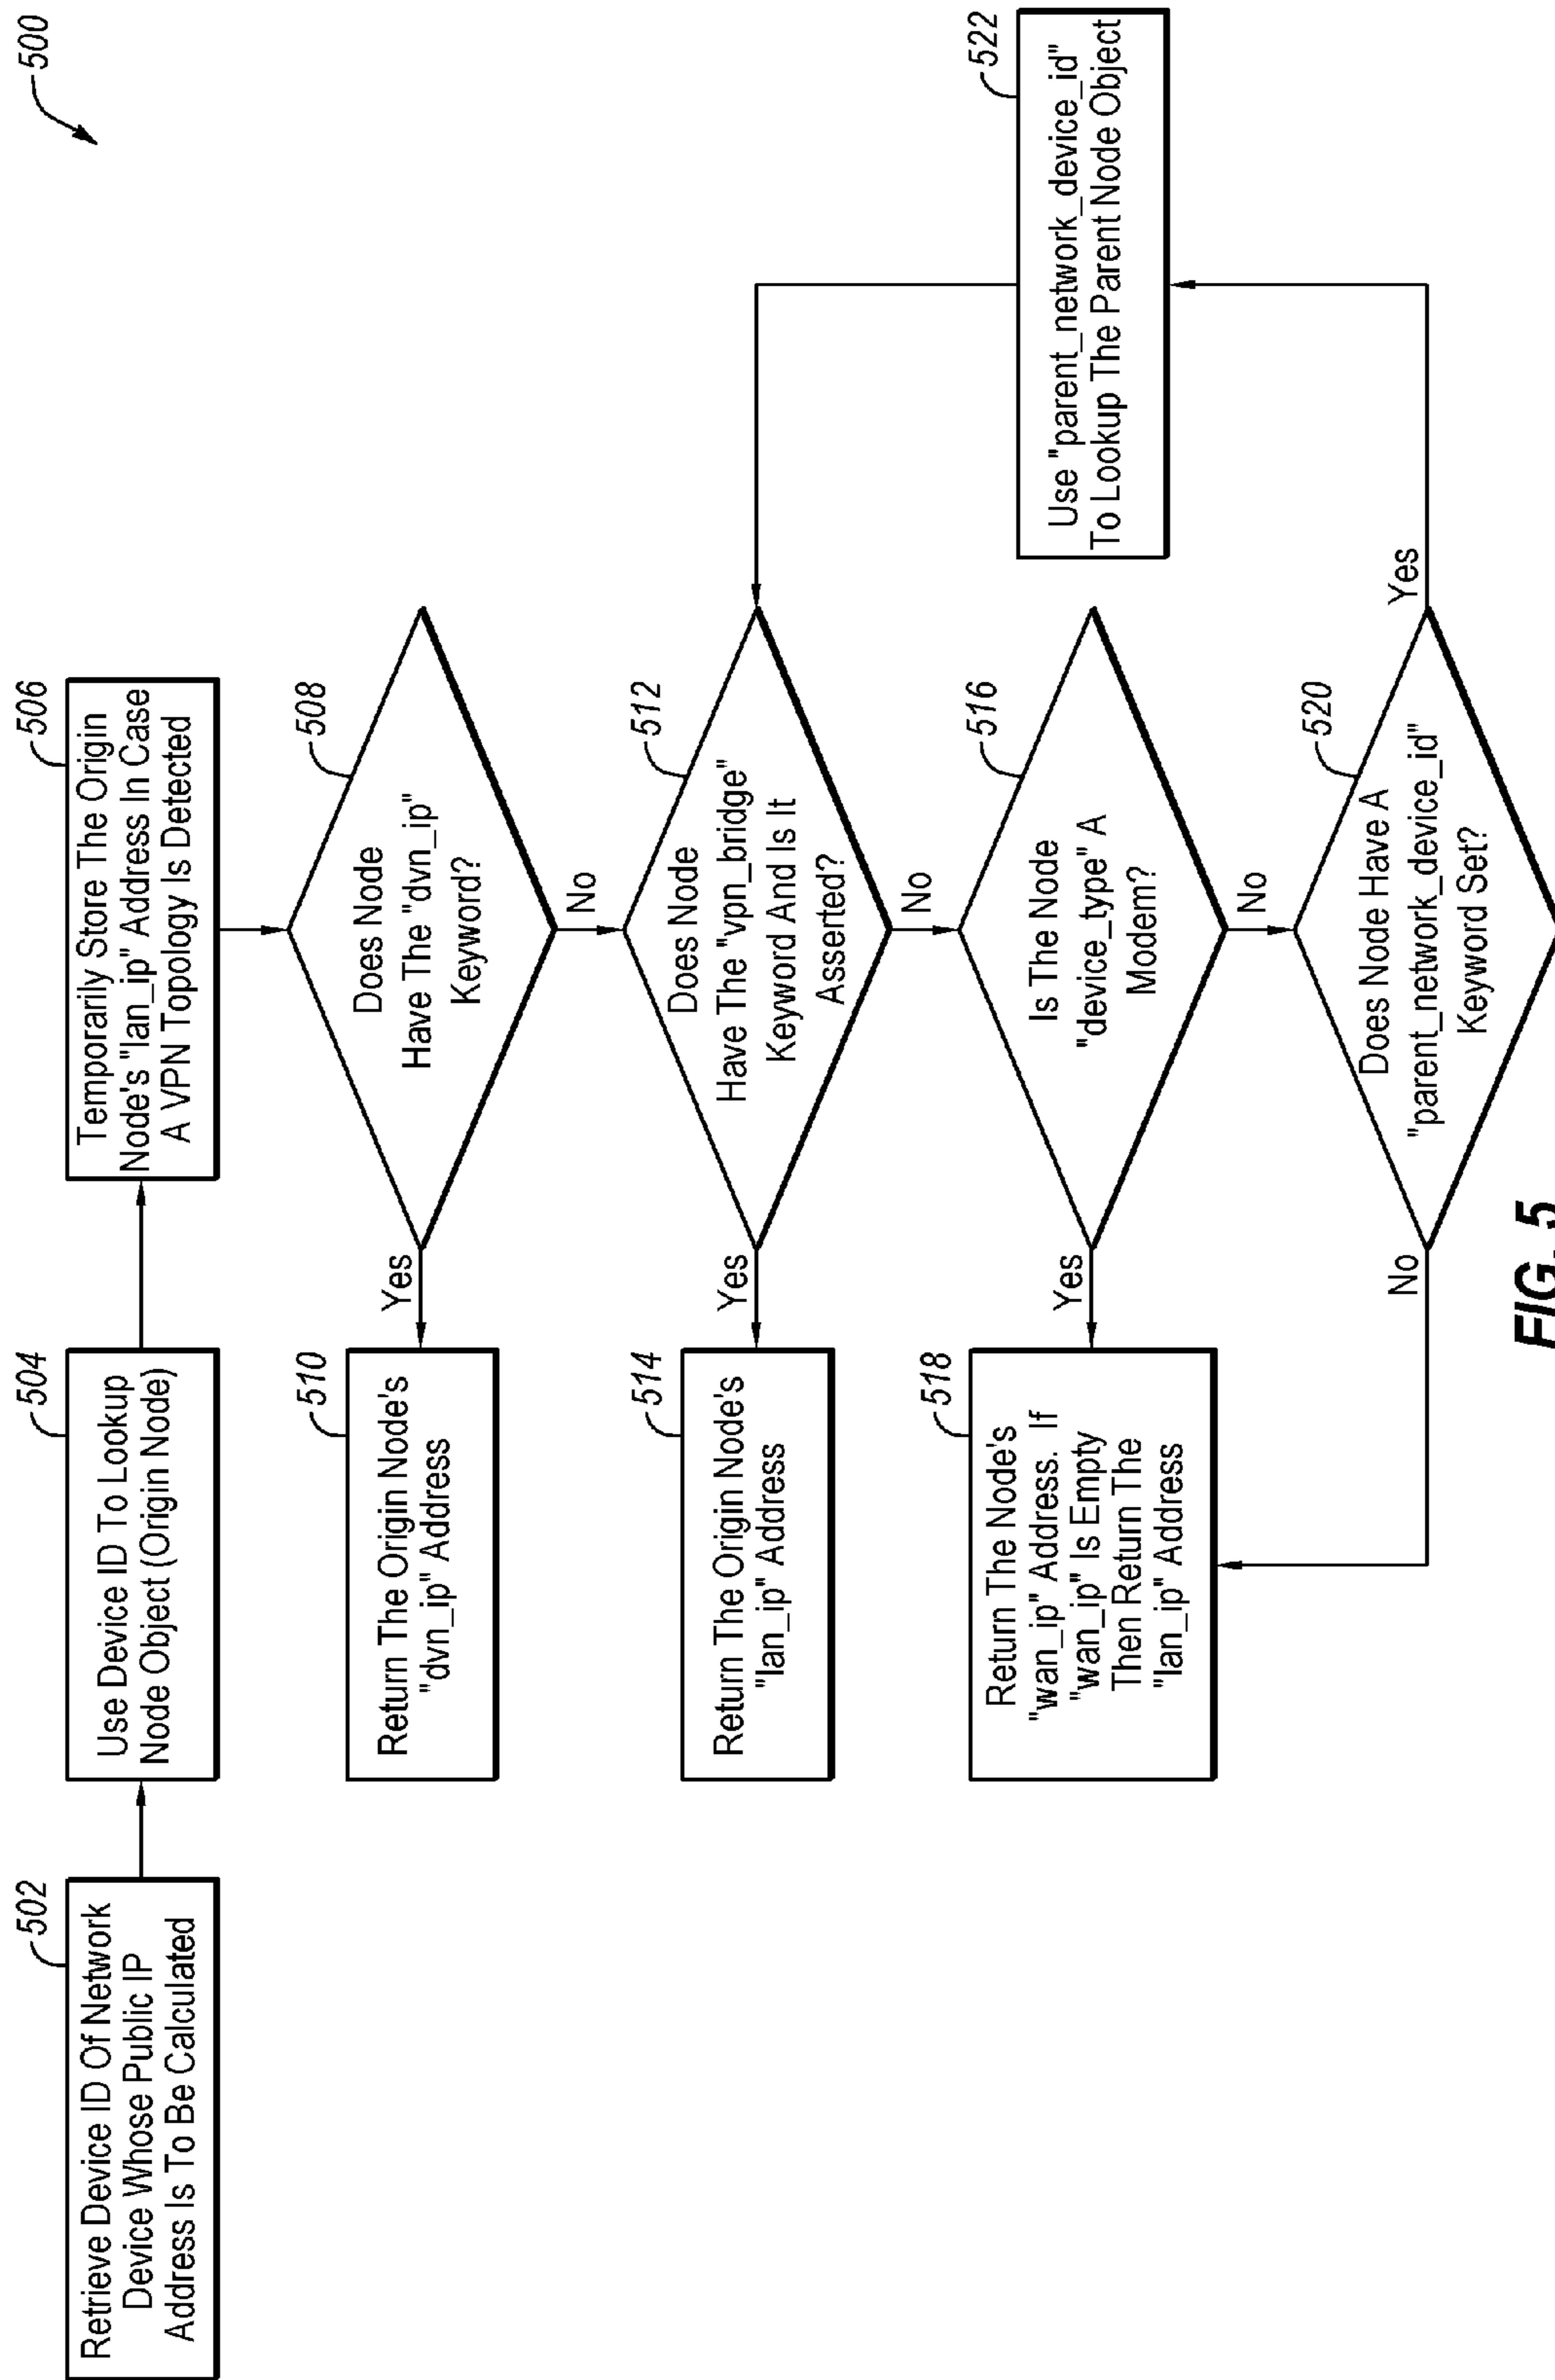 500
502
Retrieve Device ID Of Network
Device Whose Public IP
Address Is To Be Calculated
504
Use Device ID To Lookup
Node Object (Origin Node)
506
Temporarily Store The Origin
Node's "lan_ip" Address In Case
A VPN Topology Is Detected
508
Does Node
Have The "dvn_ip"
Keyword?
Yes
No
510
Return The Origin Node's
"dvn_ip" Address
512
Does Node
Have The "vpn_bridge"
Keyword And Is It
Asserted?
Yes
No
514
Return The Origin Node's
"lan_ip" Address
516
Is The Node
"device_type" A
Modem?
Yes
No
518
Return The Node's
"wan_ip" Address. If
"wan_ip" Is Empty
Then Return The
"lan_ip" Address
520
Does Node Have A
"parent_network_device_id"
Keyword Set?
No
Yes
522
Use "parent_network_device_id"
To Lookup The Parent Node Object
FIG. 5